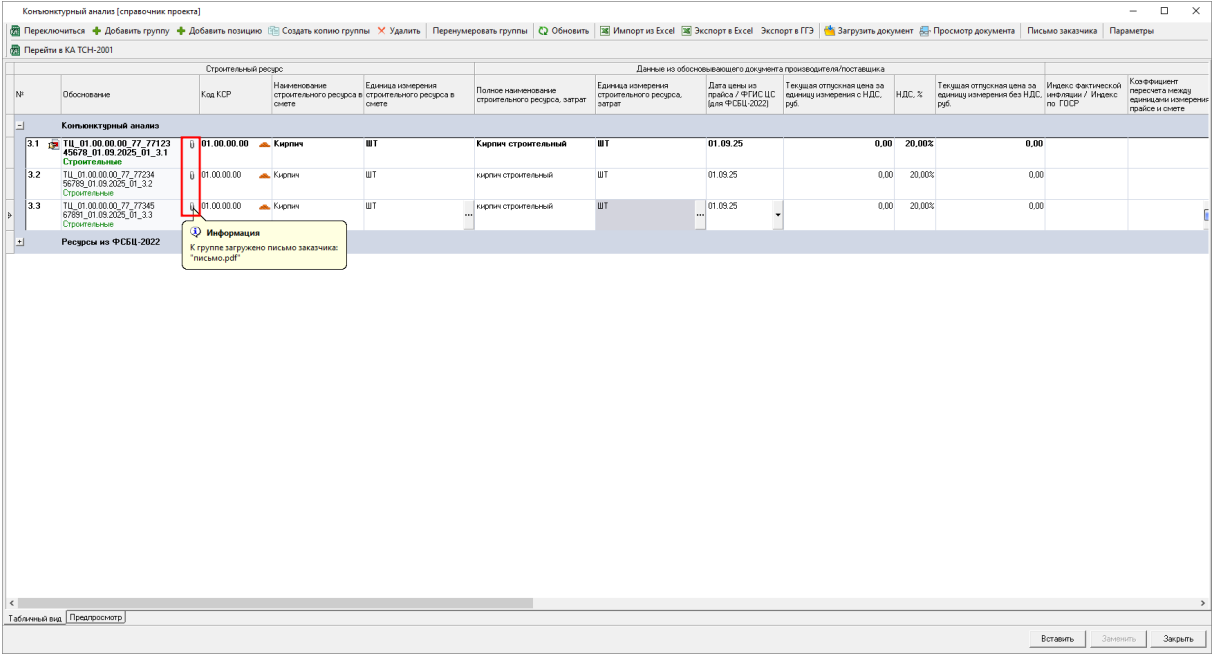 Конъюнктурный анализ [справочник проекта]
Переключиться Добавить группу Добавить позицию Создать копию группы Удалить Перенумеровать группы Обновить Импорт из Excel Экспорт в Excel Экспорт в ГГЭ Загрузить документ Просмотр документа Письмо заказчика Параметры
Перейти в КА ТСН-2001
Строительный ресурс Данные из обосновывающего документа производителя/поставщика
№ Обоснование Код КСР Наименование строительного ресурса в смете Единица измерения строительного ресурса в смете Полное наименование строительного ресурса, затрат Единица измерения строительного ресурса, затрат Дата цены из прайса / ФГИС ЦС (для ФСБЦ-2022) Текущая отпускная цена за единицу измерения с НДС, руб. НДС, % Текущая отпускная цена за единицу измерения без НДС, руб. Индекс фактической инфляции / Индекс по ГОСР Коэффициент пересчета между единицами измерения прайсе и смете
Конъюнктурный анализ
3.1 ТЦ_01.00.00.00_77_77123 01.00.00.00 Кирпич ШТ Кирпич строительный ШТ 01.09.25 0,00 20,00% 0,00
45678_01.09.2025_01_3.1
Строительные
3.2 ТЦ_01.00.00.00_77_77234 01.00.00.00 Кирпич ШТ кирпич строительный ШТ 01.09.25 0,00 20,00% 0,00
56789_01.09.2025_01_3.2
Строительные
3.3 ТЦ_01.00.00.00_77_77345 01.00.00.00 Кирпич ШТ ... кирпич строительный ШТ ... 01.09.25 0,00 20,00% 0,00
67891_01.09.2025_01_3.3
Строительные
Ресурсы из ФСБЦ-2022
Информация
К группе загружено письмо заказчика:
"письмо.pdf"
Табличный вид Предпросмотр
Вставить Заменить Закрыть